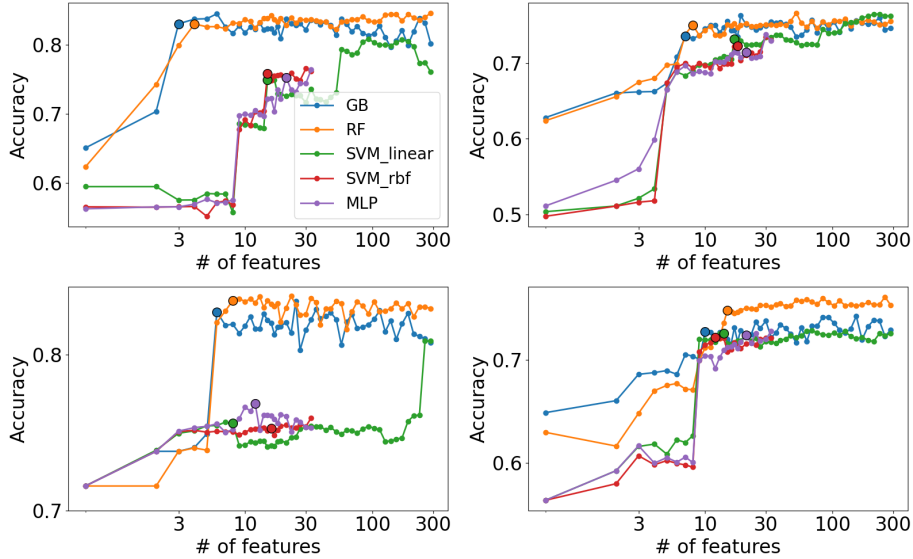 0.8
0.7
0.6
Accuracy
3 10 30 100 300
# of features
GB
RF
SVM_linear
SVM_rbf
MLP
0.7
0.6
0.5
Accuracy
3 10 30 100 300
# of features
0.8
0.7
Accuracy
3 10 30 100 300
# of features
0.7
0.6
Accuracy
3 10 30 100 300
# of features